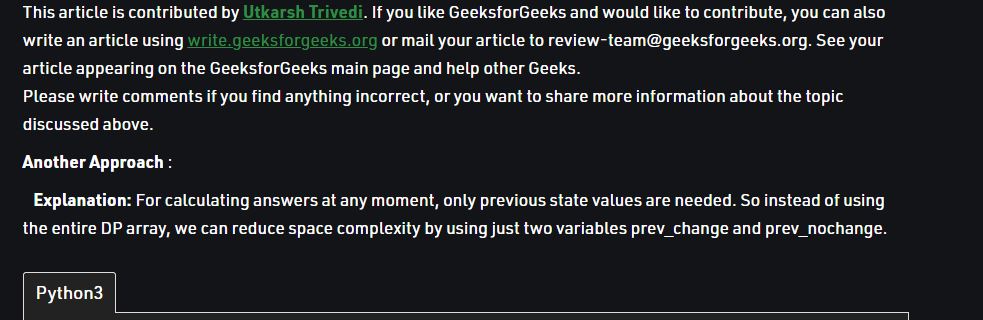 This article is contributed by Utkarsh Trivedi. If you like GeeksforGeeks and would like to contribute, you can also
write an article using write.geeksforgeeks.org or mail your article to review-team@geeksforgeeks.org. See your
article appearing on the GeeksforGeeks main page and help other Geeks.
Please write comments if you find anything incorrect, or you want to share more information about the topic
discussed above.
Another Approach :
Explanation: For calculating answers at any moment, only previous state values are needed. So instead of using
the entire DP array, we can reduce space complexity by using just two variables prev_change and prev_nochange.
Python3